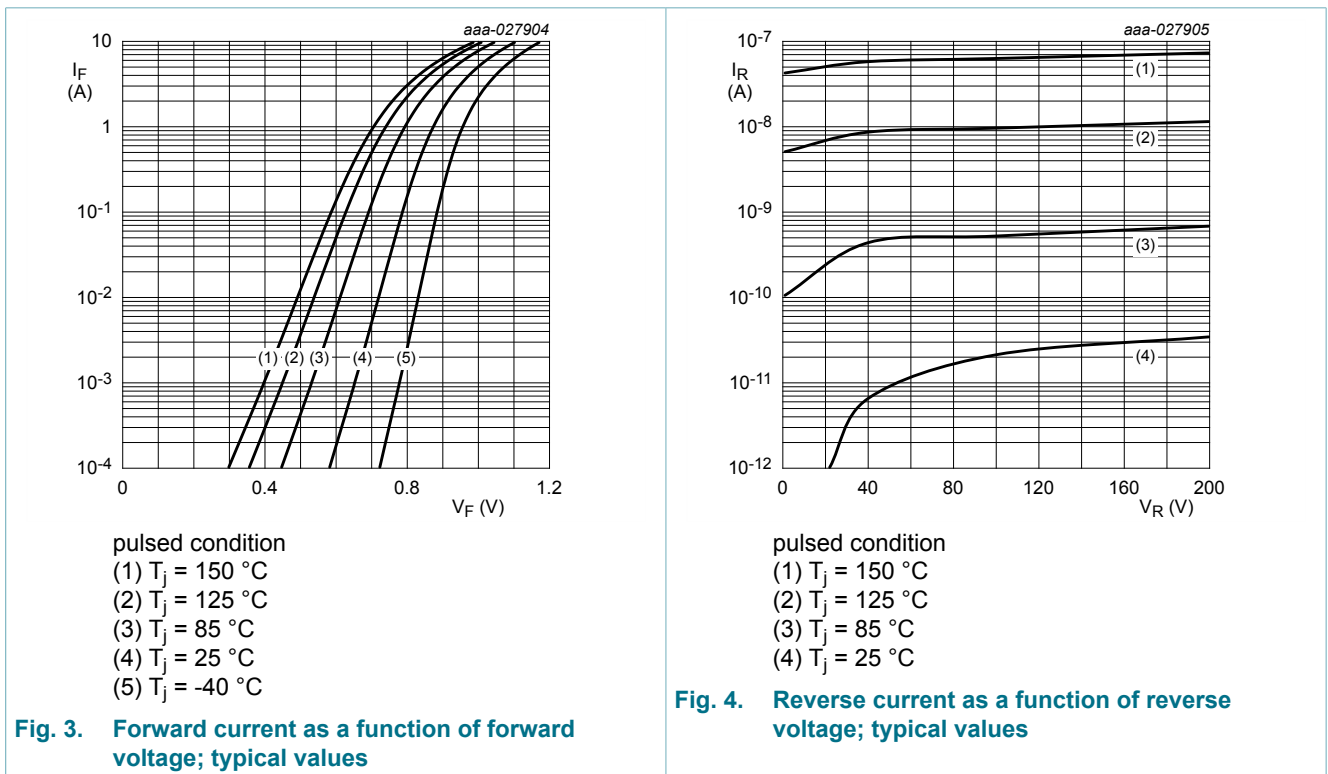 aaa-027904
10
I_F
(A)
1
10^-1
10^-2
10^-3
10^-4
(1) (2) (3) (4) (5)
0 0.4 0.8 1.2
V_F (V)
pulsed condition
(1) T_j = 150 °C
(2) T_j = 125 °C
(3) T_j = 85 °C
(4) T_j = 25 °C
(5) T_j = -40 °C
Fig. 3. Forward current as a function of forward
voltage; typical values
aaa-027905
10^-7
I_R
(A)
(1)
10^-8
(2)
10^-9
(3)
10^-10
(4)
10^-11
10^-12
0 40 80 120 160 200
V_R (V)
pulsed condition
(1) T_j = 150 °C
(2) T_j = 125 °C
(3) T_j = 85 °C
(4) T_j = 25 °C
Fig. 4. Reverse current as a function of reverse
voltage; typical values